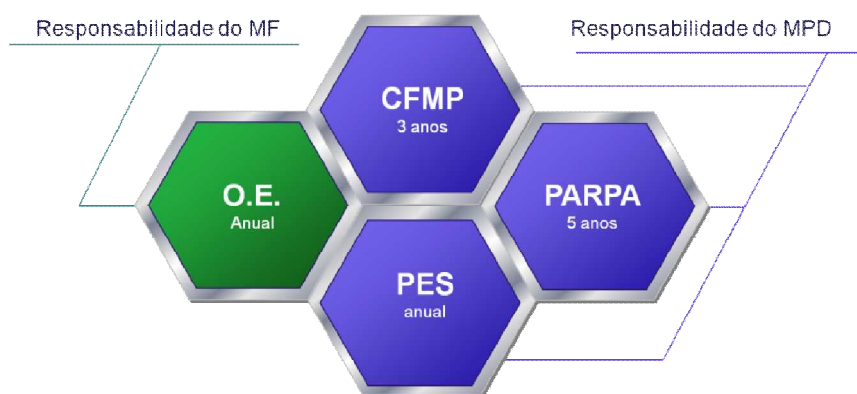 Responsabilidade do MF
Responsabilidade do MPD
CFMP
3 anos
O.E.
Anual
PARPA
5 anos
PES
anual